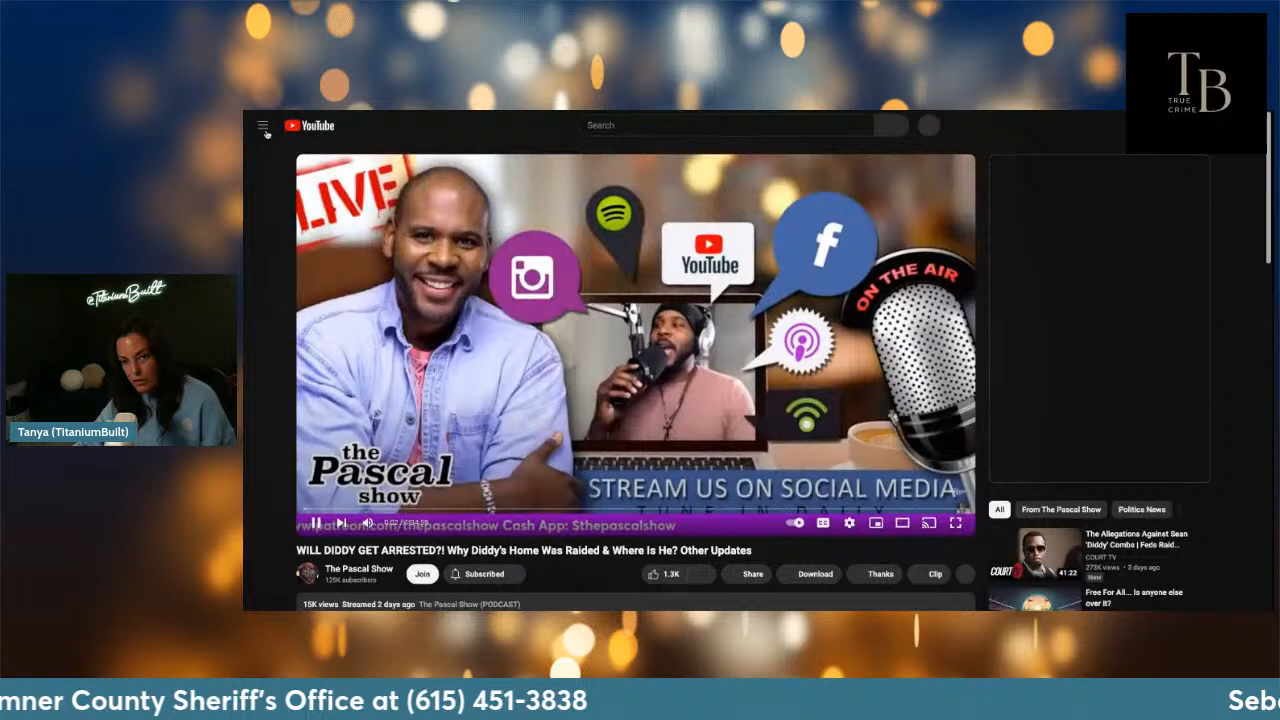 TB
TRUE
CRIME
YouTube
Search
LIVE
YouTube
f
ON THE AIR
@TitaniumBuilt
Tanya (TitaniumBuilt)
the
Pascal
show
STREAM US ON SOCIAL MEDIA
TUNE IN DAILY
Cash App: $thepascalshow
WILL DIDDY GET ARRESTED?! Why Diddy's Home Was Raided & Where Is He? Other Updates
The Pascal Show
125K subscribers
Join
Subscribed
1.3K
Share
Download
Thanks
Clip
15K views Streamed 2 days ago The Pascal Show (PODCAST)
All
From The Pascal Show
Politics News
The Allegations Against Sean
'Diddy' Combs | Feds Raid...
COURT TV
views • 3 days ago
New
COURT
41:22
Free For All... Is anyone else
over it?
mner County Sheriff's Office at (615) 451-3838
Seb